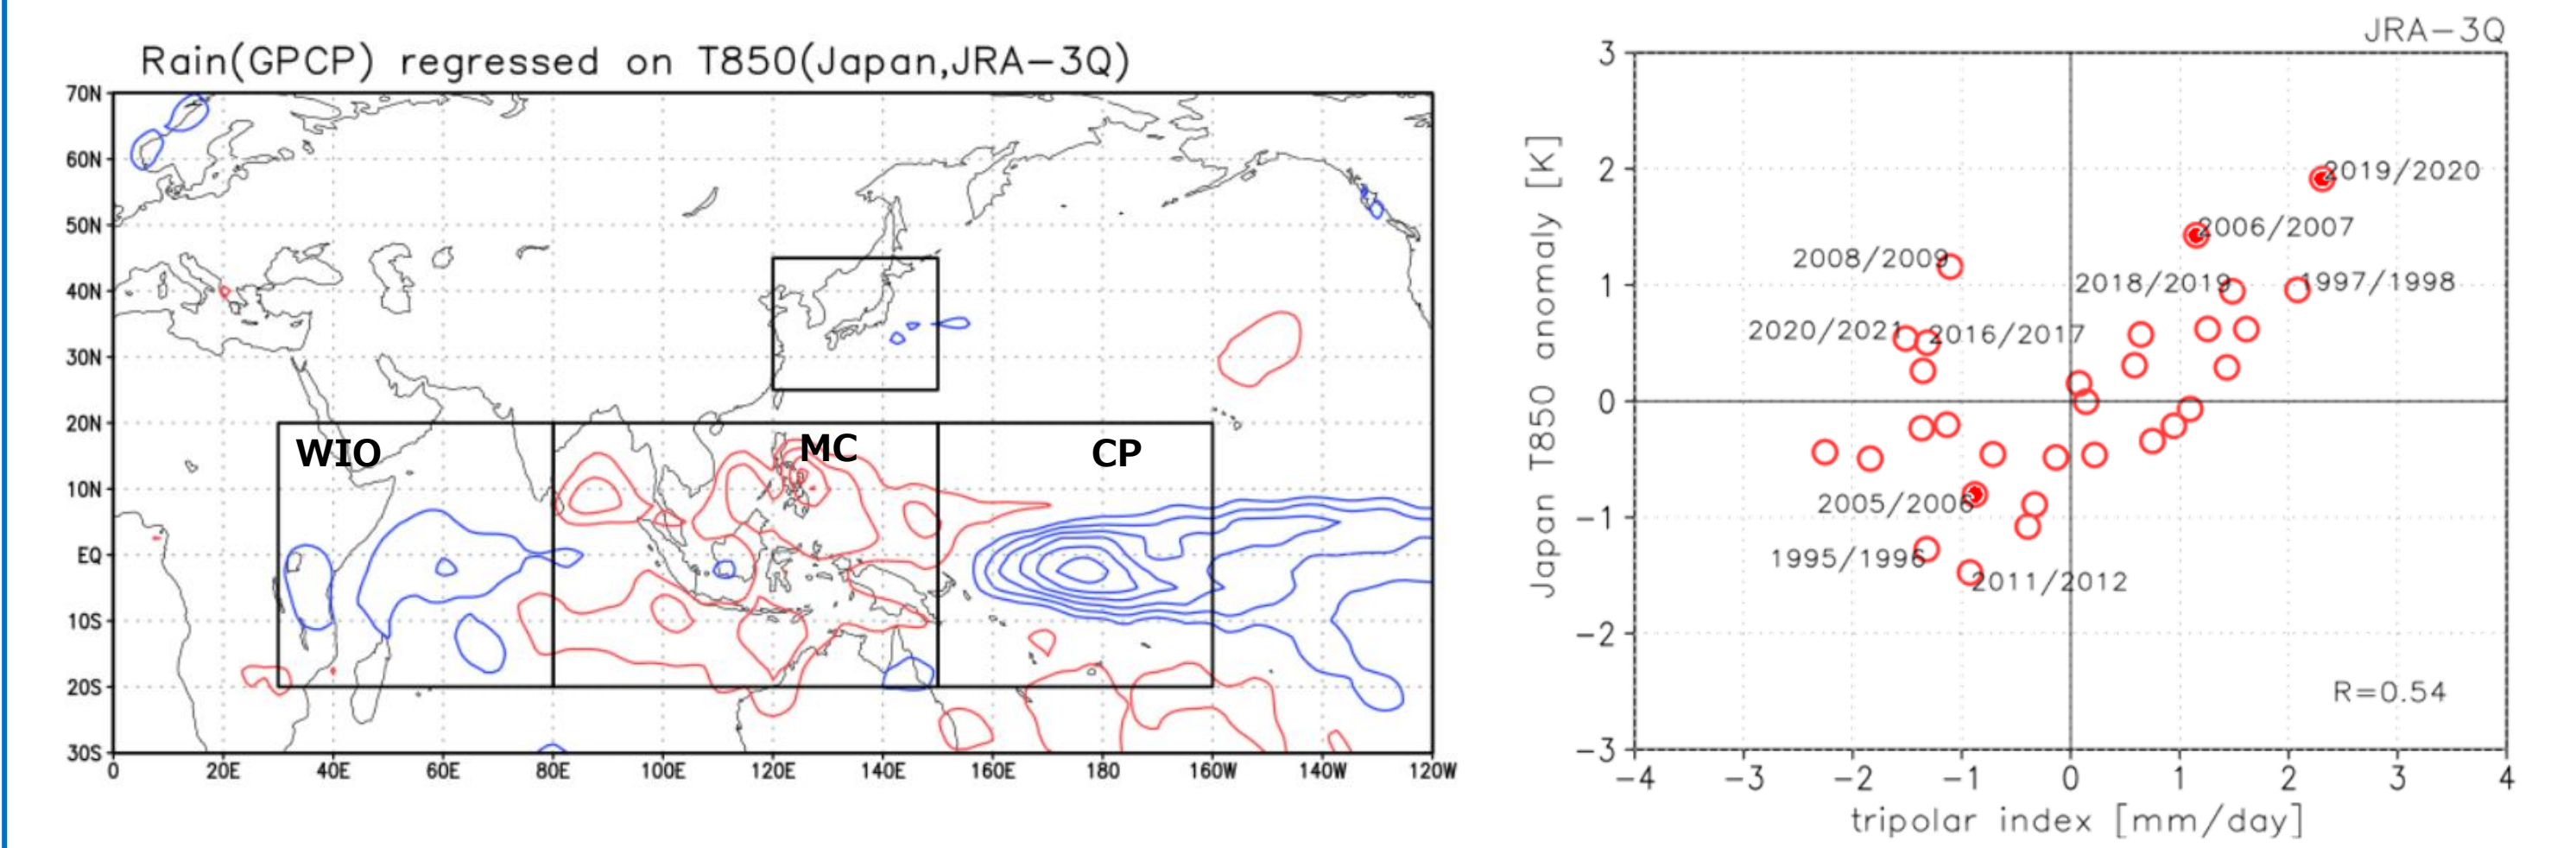 Rain(GPCP) regressed on T850(Japan,JRA−3Q)
70N
60N
50N
40N
30N
20N
10N
EQ
10S
20S
30S
WIO
MC
CP
0 20E 40E 60E 80E 100E 120E 140E 160E 180 160W 140W 120W
JRA−3Q
Japan T850 anomaly [K]
3
2
1
0
−1
−2
−3
2019/2020
2006/2007
2008/2009
2018/2019
1997/1998
2020/2021
2016/2017
2005/2006
1995/1996
2011/2012
R=0.54
−4 −3 −2 −1 0 1 2 3 4
tripolar index [mm/day]